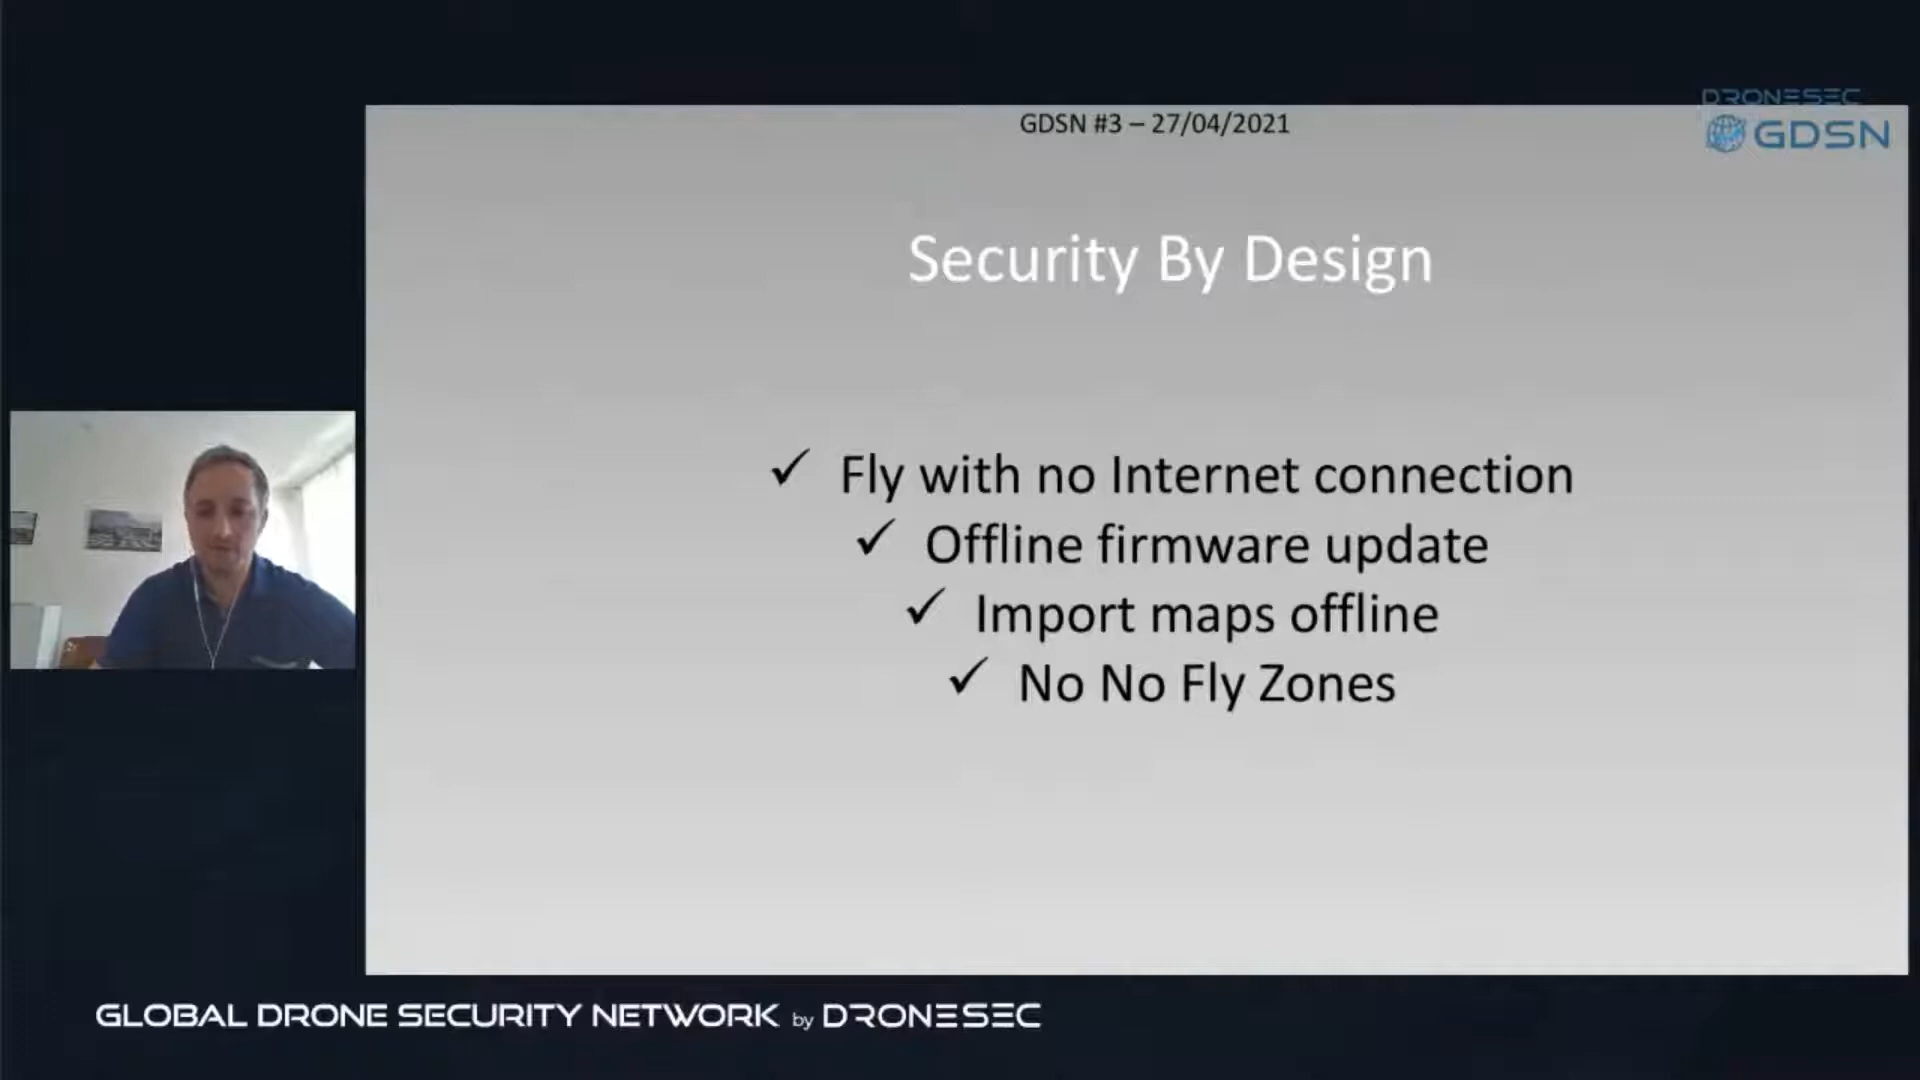 DRONESEC
GDSN #3 – 27/04/2021
GDSN
Security By Design
✓ Fly with no Internet connection
✓ Offline firmware update
✓ Import maps offline
✓ No No Fly Zones
GLOBAL DRONE SECURITY NETWORK by DRONESEC